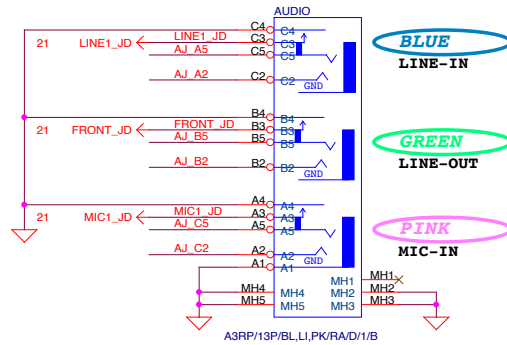 AUDIO
C4 C4
21 LINE1_JD LINE1_JD C3 C3
AJ_A5 C5 C5
BLUE
LINE-IN
AJ_A2 C2 C2 GND
B4 B4
21 FRONT_JD FRONT_JD B3 B3
AJ_B5 B5 B5
GREEN
LINE-OUT
AJ_B2 B2 B2 GND
A4 A4
21 MIC1_JD MIC1_JD A3 A3
AJ_C5 A5 A5
PINK
MIC-IN
AJ_C2 A2 A2 GND
A1 A1
MH1 MH1
MH4 MH4 MH2 MH2
MH5 MH5 MH3 MH3
A3RP/13P/BL,LI,PK/RA/D/1/B